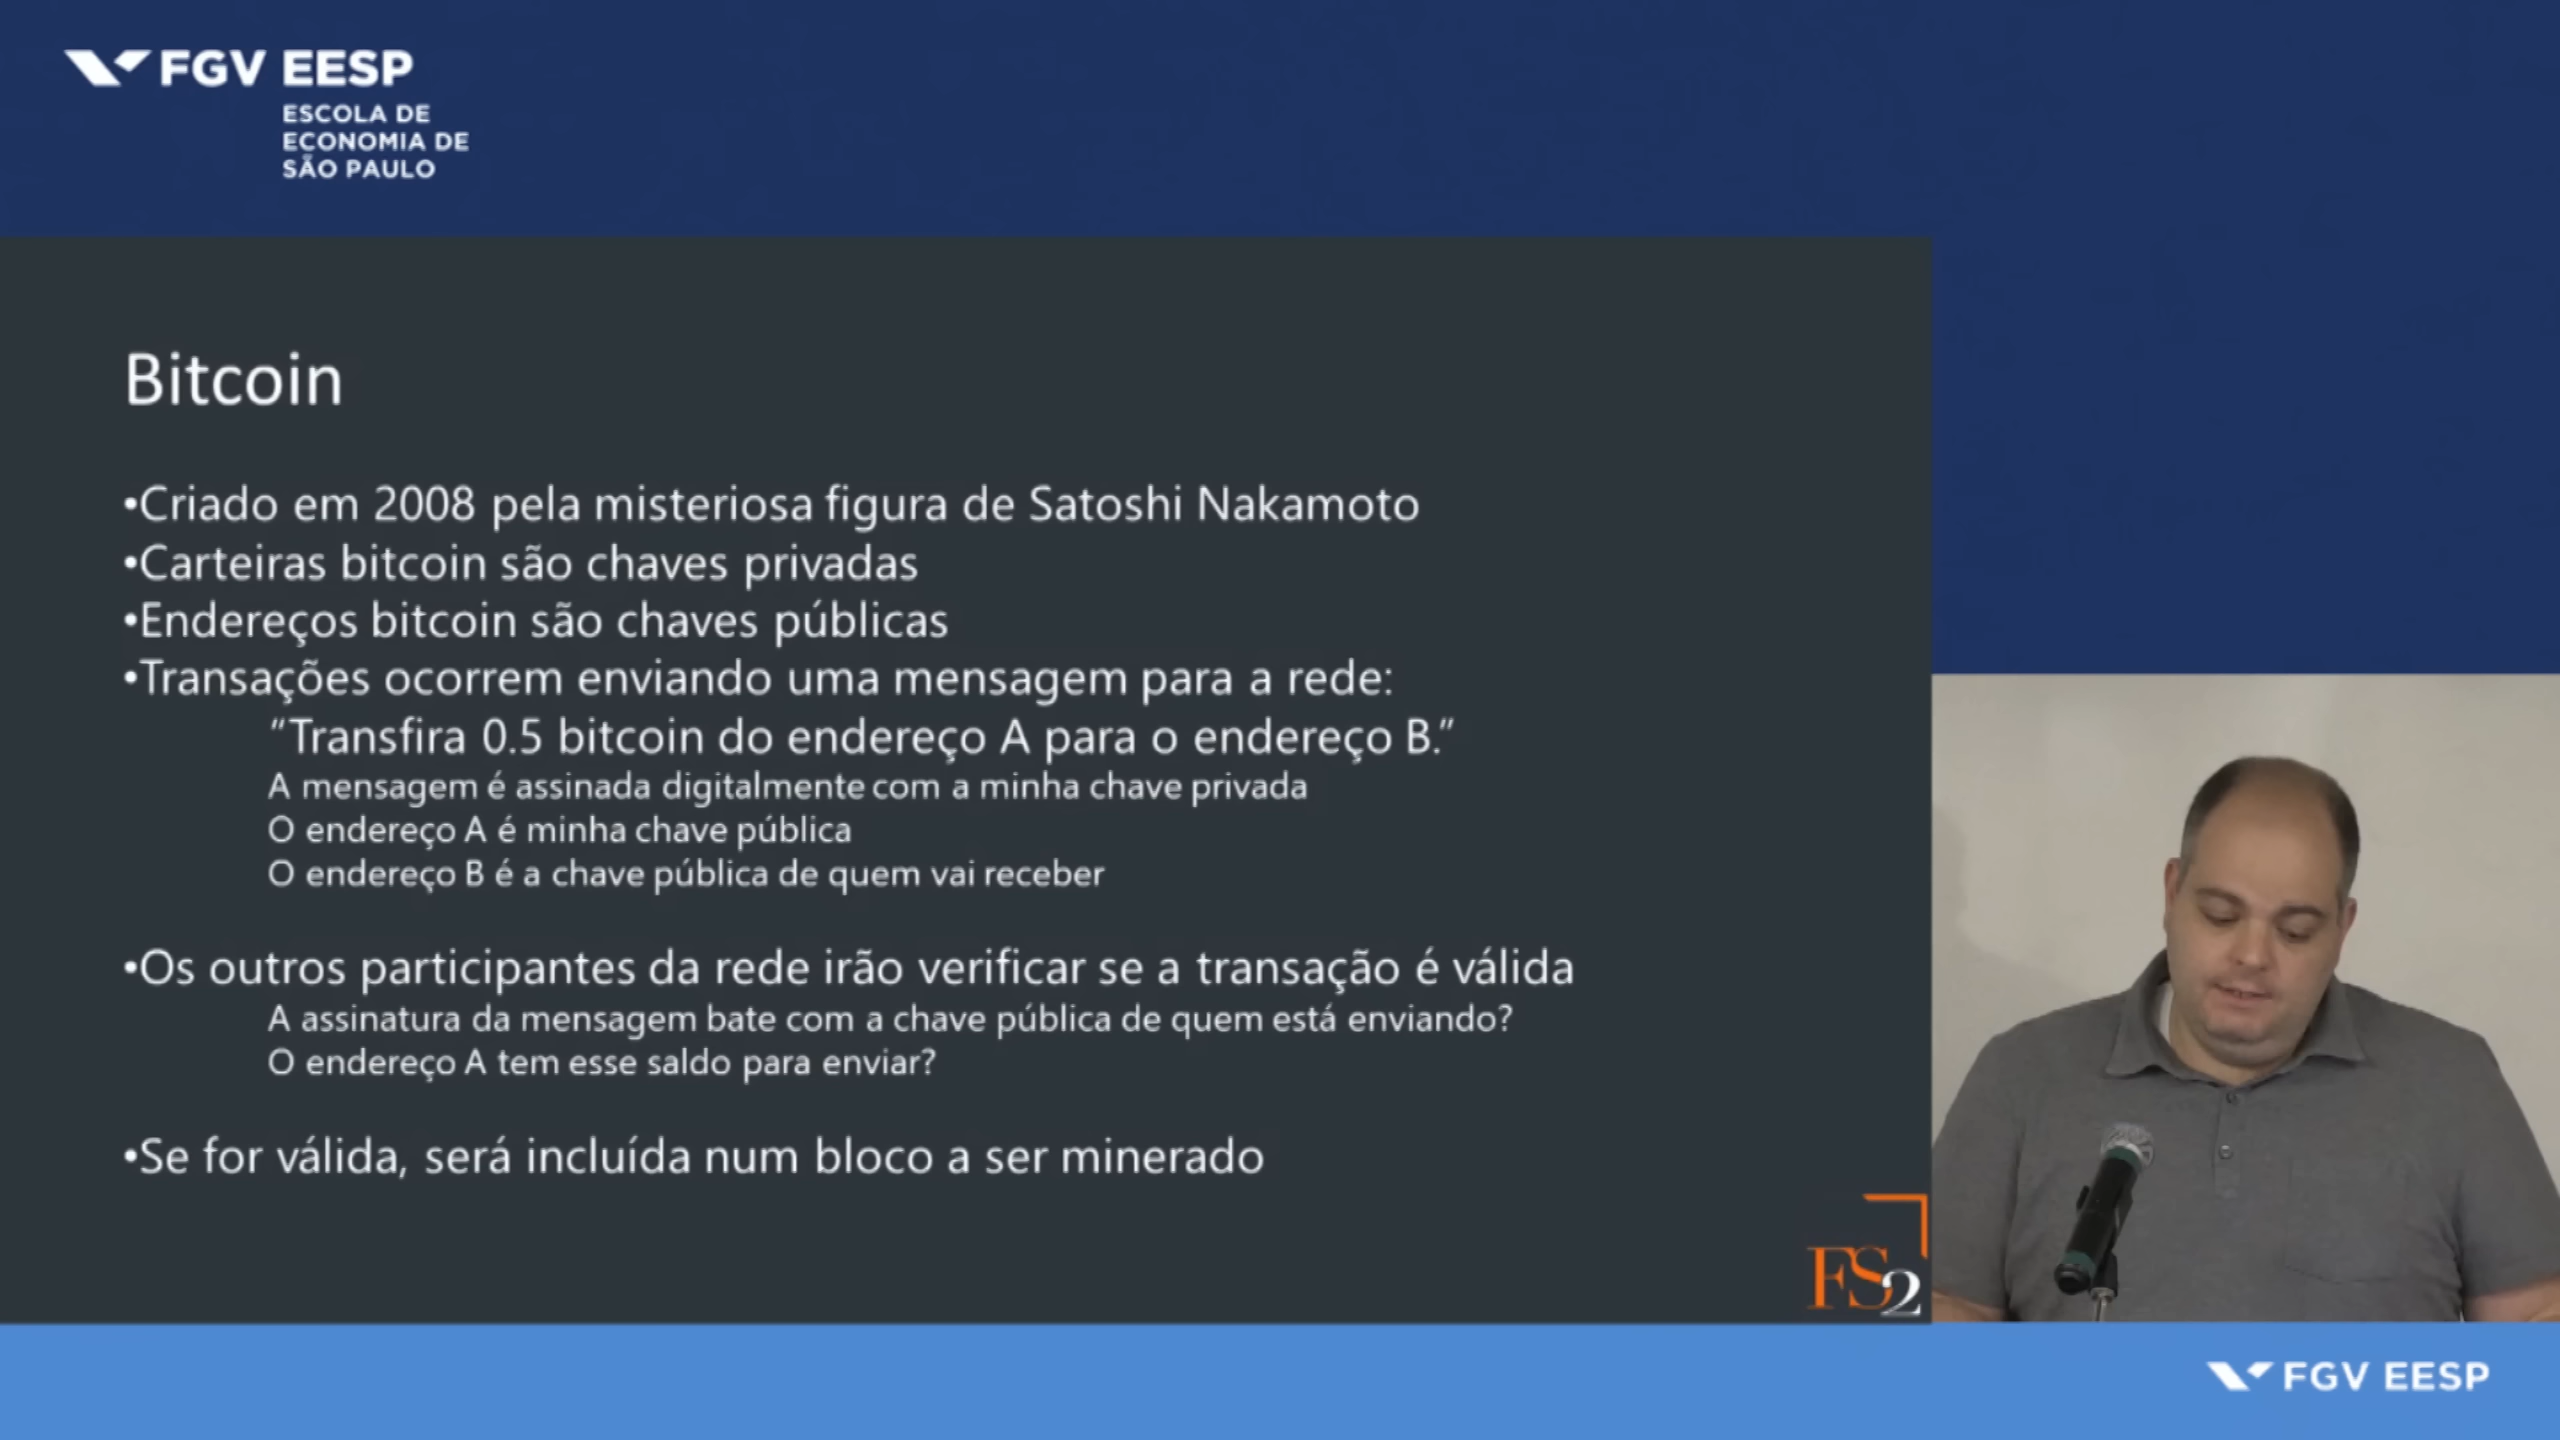 FGV EESP
ESCOLA DE
ECONOMIA DE
SÃO PAULO
Bitcoin
•Criado em 2008 pela misteriosa figura de Satoshi Nakamoto
•Carteiras bitcoin são chaves privadas
•Endereços bitcoin são chaves públicas
•Transações ocorrem enviando uma mensagem para a rede:
“Transfira 0.5 bitcoin do endereço A para o endereço B.”
A mensagem é assinada digitalmente com a minha chave privada
O endereço A é minha chave pública
O endereço B é a chave pública de quem vai receber
•Os outros participantes da rede irão verificar se a transação é válida
A assinatura da mensagem bate com a chave pública de quem está enviando?
O endereço A tem esse saldo para enviar?
•Se for válida, será incluída num bloco a ser minerado
FS2
FGV EESP